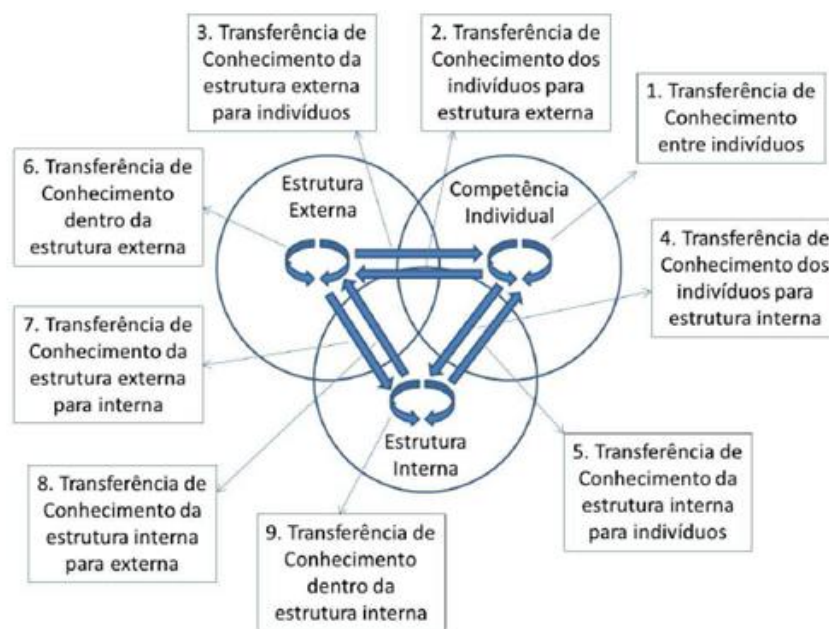 3. Transferência de
Conhecimento da
estrutura externa
para indivíduos
2. Transferência de
Conhecimento dos
indivíduos para
estrutura externa
1. Transferência de
Conhecimento
entre indivíduos
6. Transferência de
Conhecimento
dentro da
estrutura externa
Estrutura
Externa
Competência
Individual
4. Transferência de
Conhecimento dos
indivíduos para
estrutura interna
7. Transferência de
Conhecimento da
estrutura externa
para interna
Estrutura
Interna
5. Transferência de
Conhecimento da
estrutura interna
para indivíduos
8. Transferência de
Conhecimento da
estrutura interna
para externa
9. Transferência de
Conhecimento
dentro da
estrutura interna